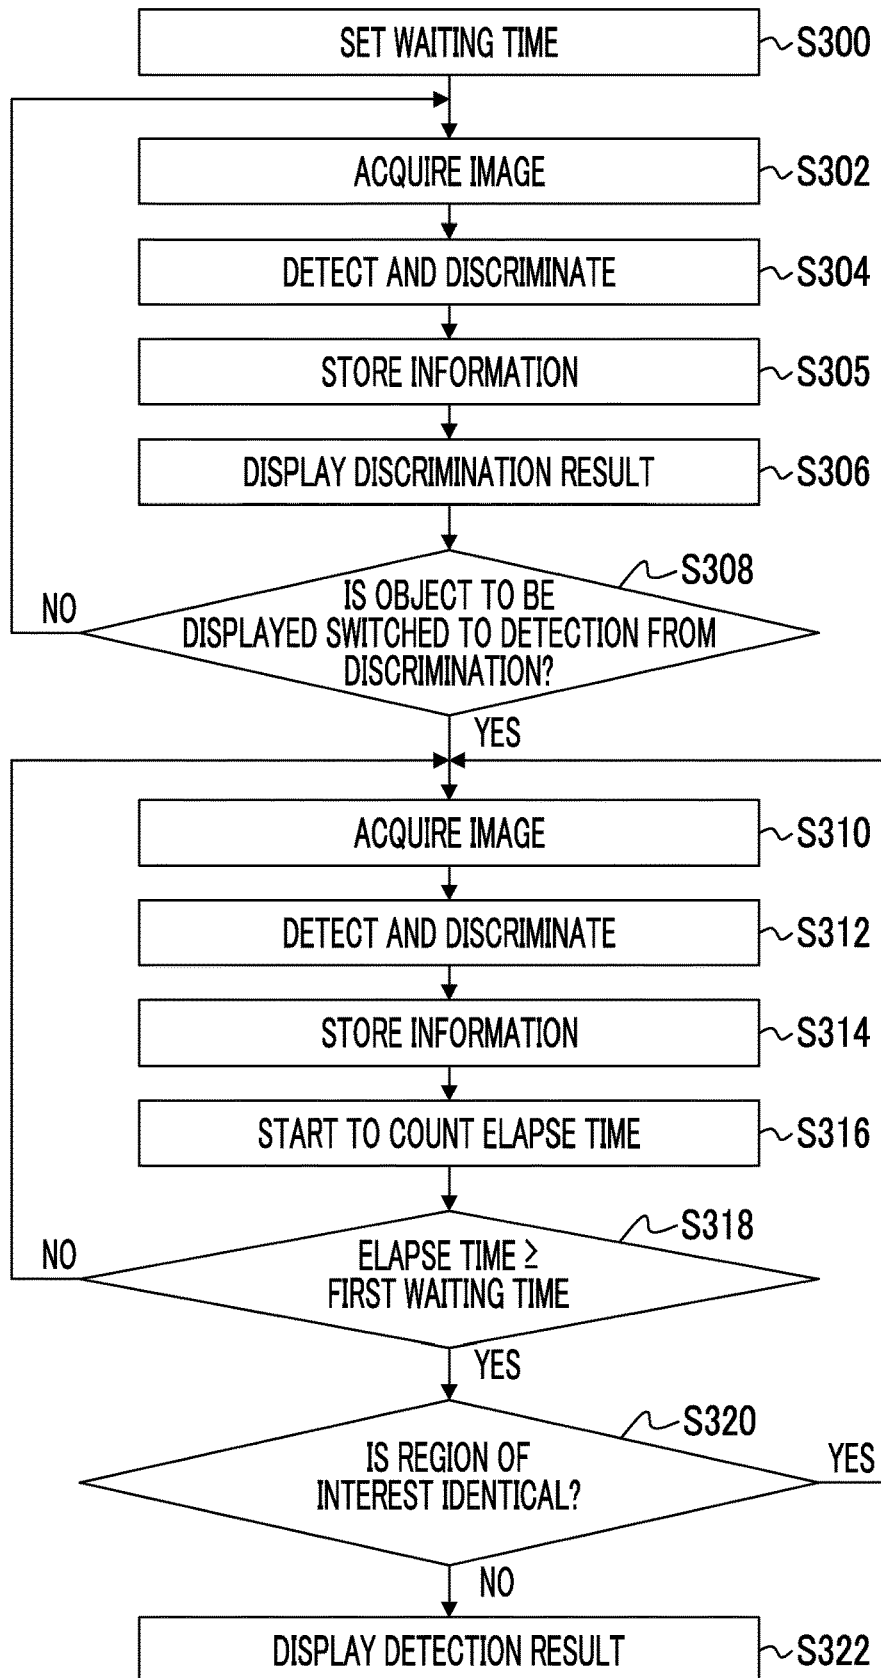 SET WAITING TIME S300
ACQUIRE IMAGE S302
DETECT AND DISCRIMINATE S304
STORE INFORMATION S305
DISPLAY DISCRIMINATION RESULT S306
S308
IS OBJECT TO BE
NO
DISPLAYED SWITCHED TO DETECTION FROM
DISCRIMINATION?
YES
ACQUIRE IMAGE S310
DETECT AND DISCRIMINATE S312
STORE INFORMATION S314
START TO COUNT ELAPSE TIME S316
S318
NO
ELAPSE TIME ≥
FIRST WAITING TIME
YES
S320
IS REGION OF
YES
INTEREST IDENTICAL?
NO
DISPLAY DETECTION RESULT S322